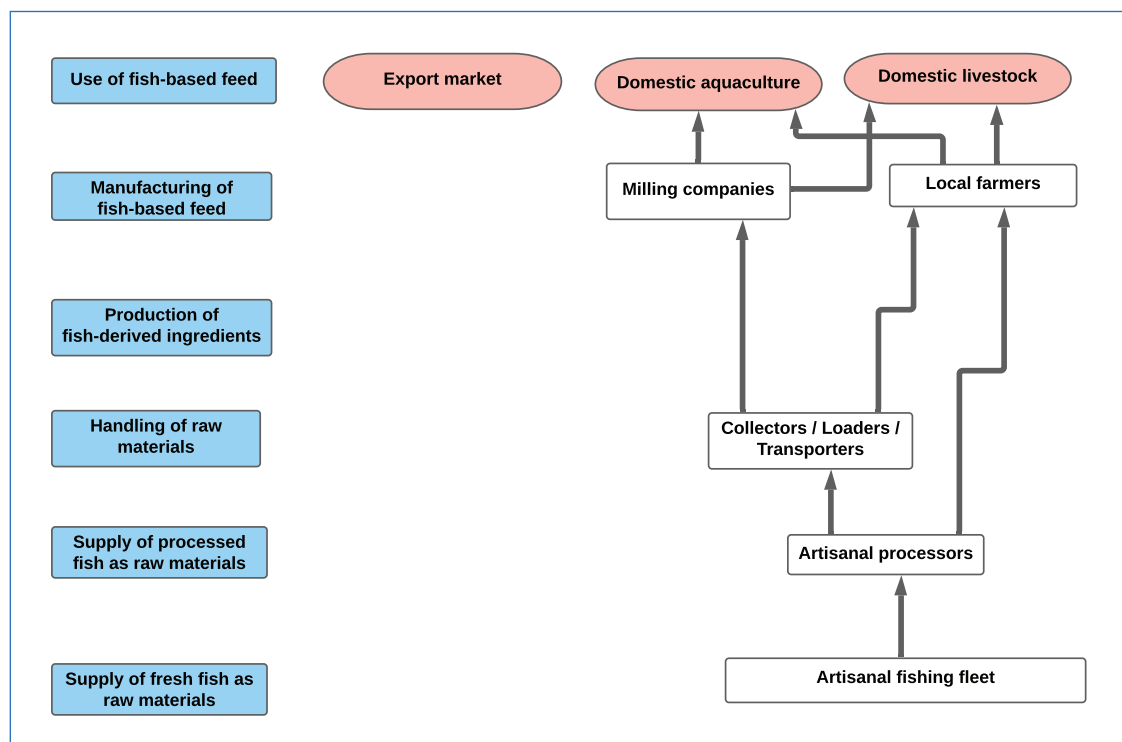 Use of fish-based feed
Export market
Domestic aquaculture
Domestic livestock
Manufacturing of
fish-based feed
Milling companies
Local farmers
Production of
fish-derived ingredients
Handling of raw
materials
Collectors / Loaders /
Transporters
Supply of processed
fish as raw materials
Artisanal processors
Supply of fresh fish as
raw materials
Artisanal fishing fleet